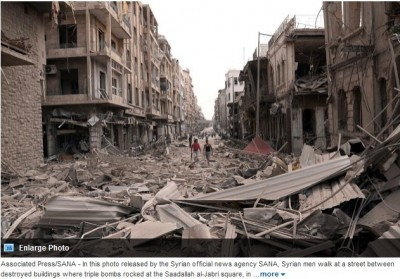 Enlarge Photo
Associated Press/SANA - In this photo released by the Syrian official news agency SANA, Syrian men walk at a street between
destroyed buildings where triple bombs rocked at the Saadallah al-Jabri square, in ...more